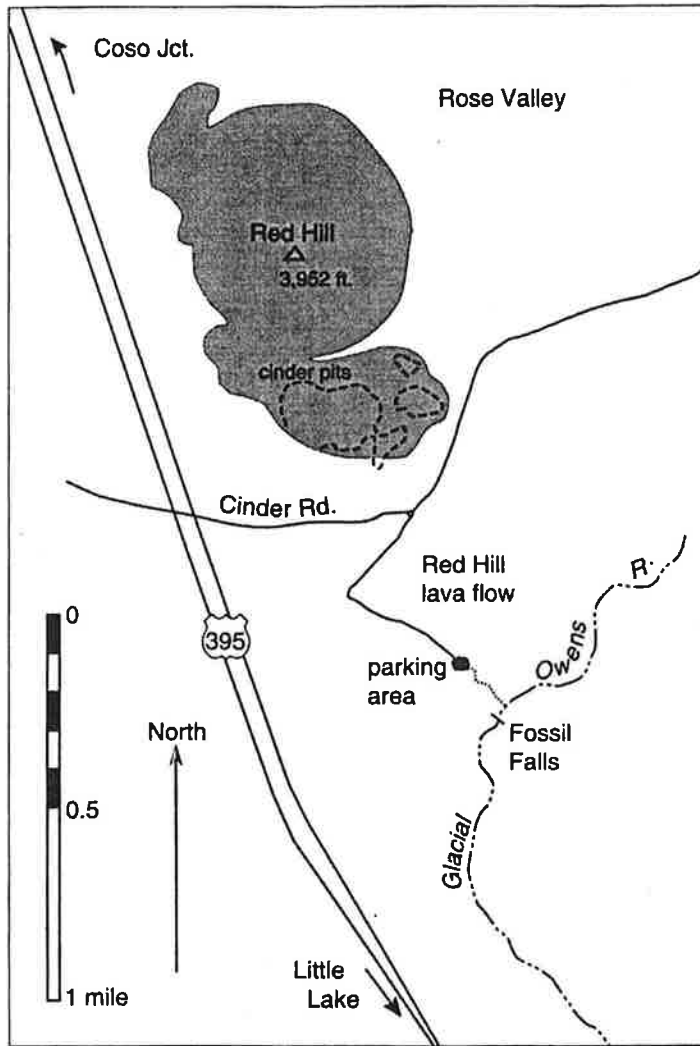 Coso Jct.
Rose Valley
Red Hill
3,952 ft.
cinder pits
Cinder Rd.
Red Hill
lava flow
R.
Owens
0
395
parking
area
Fossil
Falls
North
0.5
Glacial
Little
Lake
1 mile